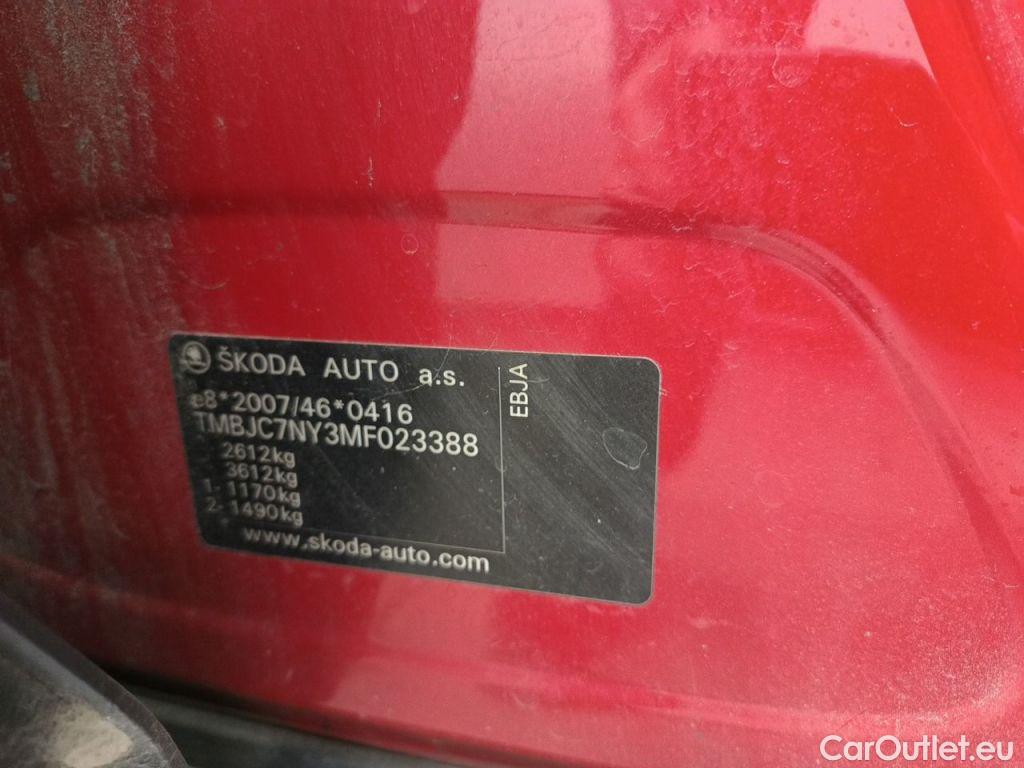 ŠKODA AUTO a.s.
e8*2007/46*0416
TMBJC7NY3MF023388
2612kg
3612kg
1- 1170kg
2- 1490kg
www.skoda-auto.com
EBJA
CarOutlet.eu